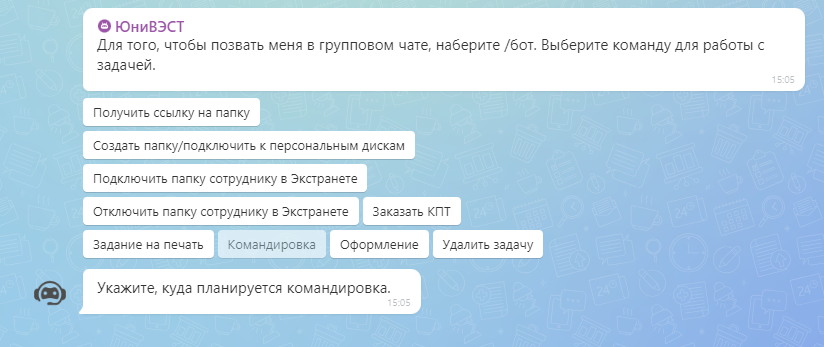 ЮниВЭСТ
Для того, чтобы позвать меня в групповом чате, наберите /бот. Выберите команду для работы с
задачей.
15:05
Получить ссылку на папку
Создать папку/подключить к персональным дискам
Подключить папку сотруднику в Экстранете
Отключить папку сотруднику в Экстранете Заказать КПТ
Задание на печать Командировка Оформление Удалить задачу
Укажите, куда планируется командировка.
15:05